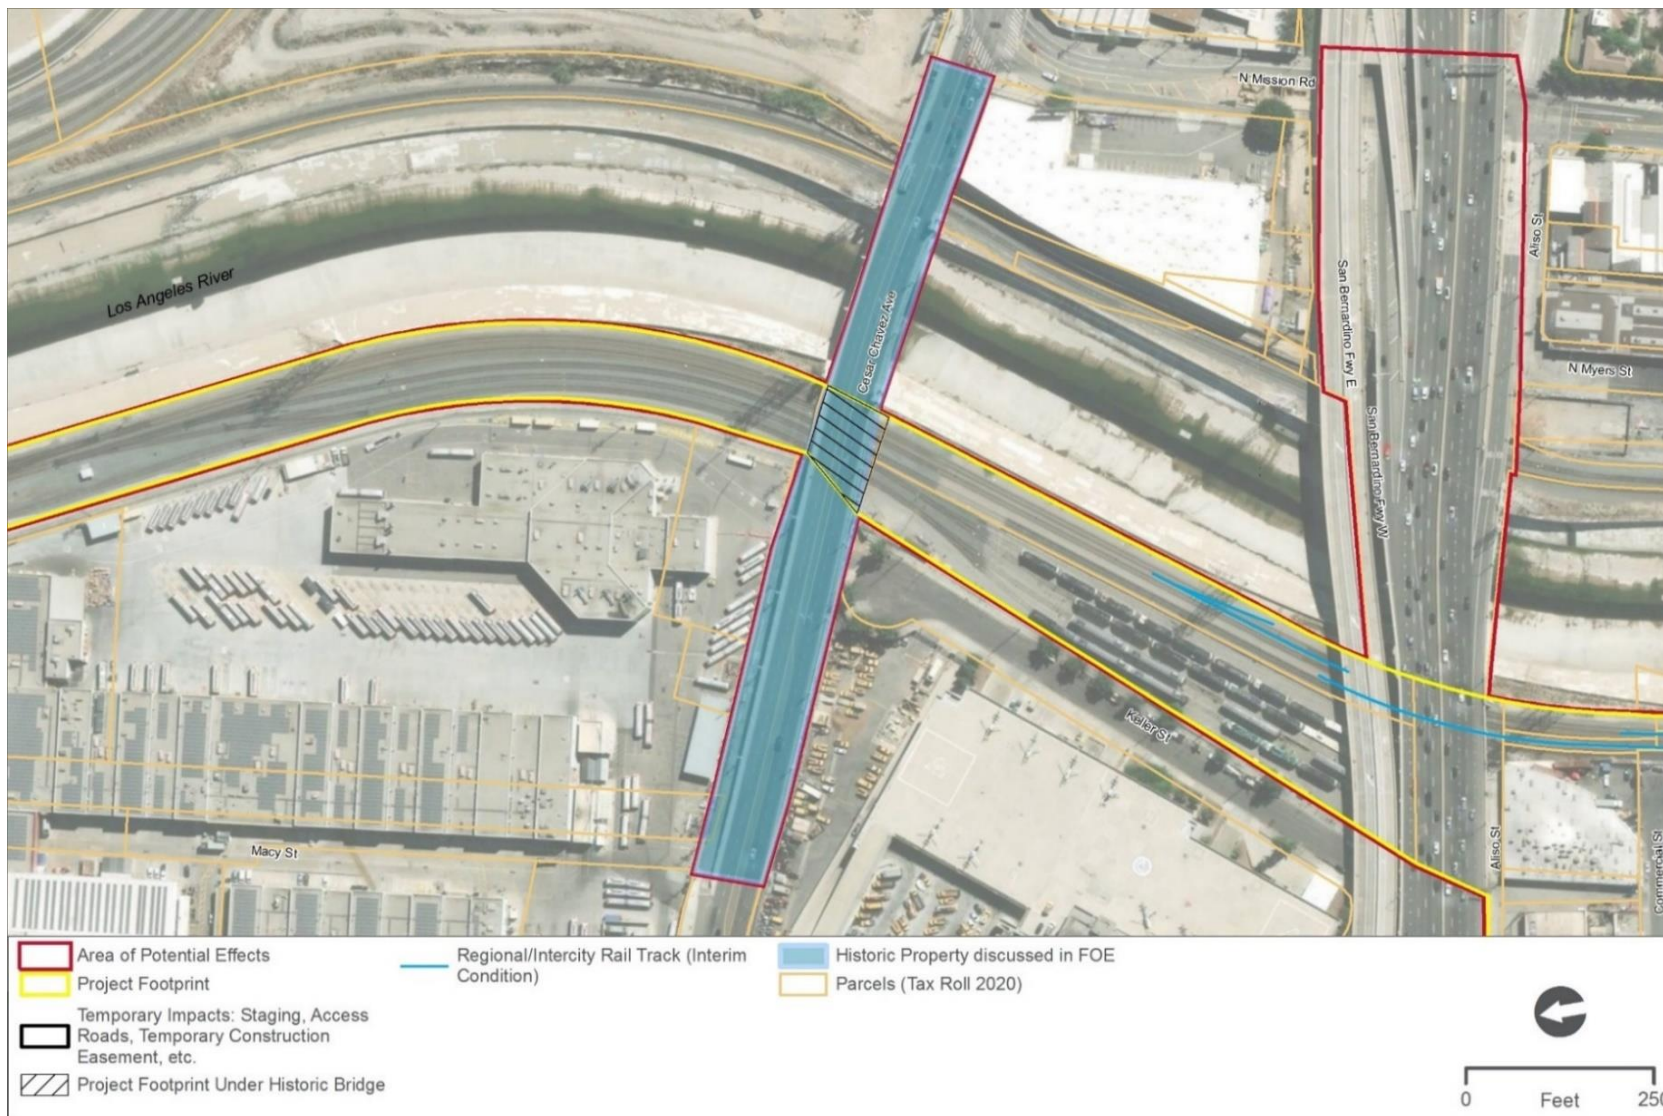 N Mission Rd
Los Angeles River
Cesar Chavez Ave
San Bernardino Fwy E
San Bernardino Fwy W
Aliso St
N Myers St
Keller St
Macy St
Aliso St
Commercial St
Area of Potential Effects
Project Footprint
Temporary Impacts: Staging, Access
Roads, Temporary Construction
Easement, etc.
Project Footprint Under Historic Bridge
Regional/Intercity Rail Track (Interim
Condition)
Historic Property discussed in FOE
Parcels (Tax Roll 2020)
0
Feet